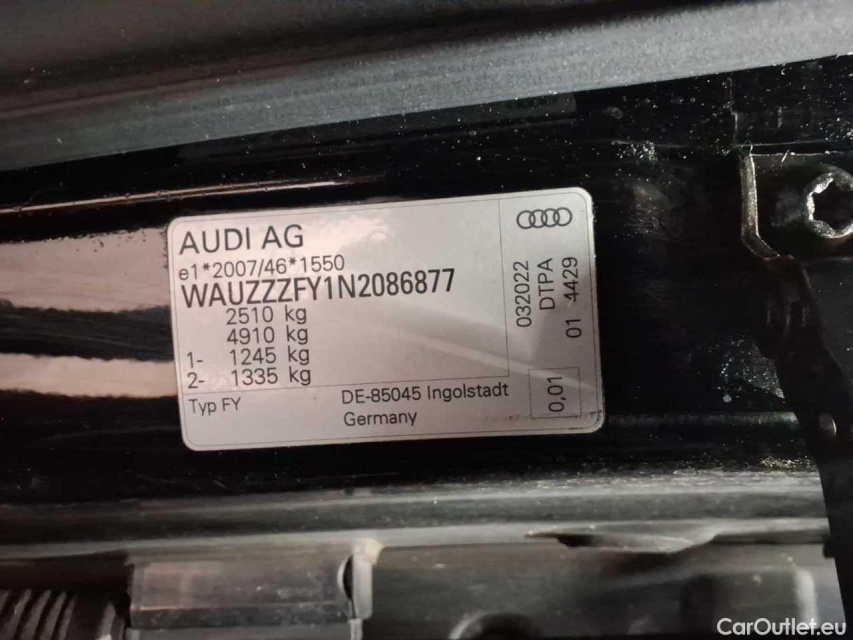 AUDI AG
e1*2007/46*1550
WAUZZZFY1N2086877
2510 kg
4910 kg
1- 1245 kg
2- 1335 kg
Typ FY
DE-85045 Ingolstadt
Germany
032022
DTPA
01 4429
0,01
CarOutlet.eu